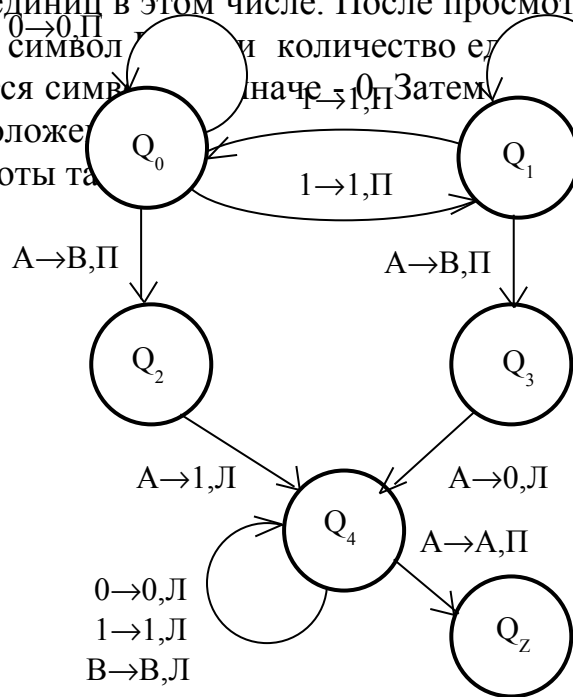 единиц в этом числе. После просмот
0→0,П символ и количество ед
ся симв иначе - 0. Затем
1→1,П
положе
Q0
Q1
1→1,П
оты та
A→B,П
A→B,П
Q2
Q3
A→1,Л
A→0,Л
Q4
A→A,П
0→0,Л
1→1,Л
B→B,Л
QZ